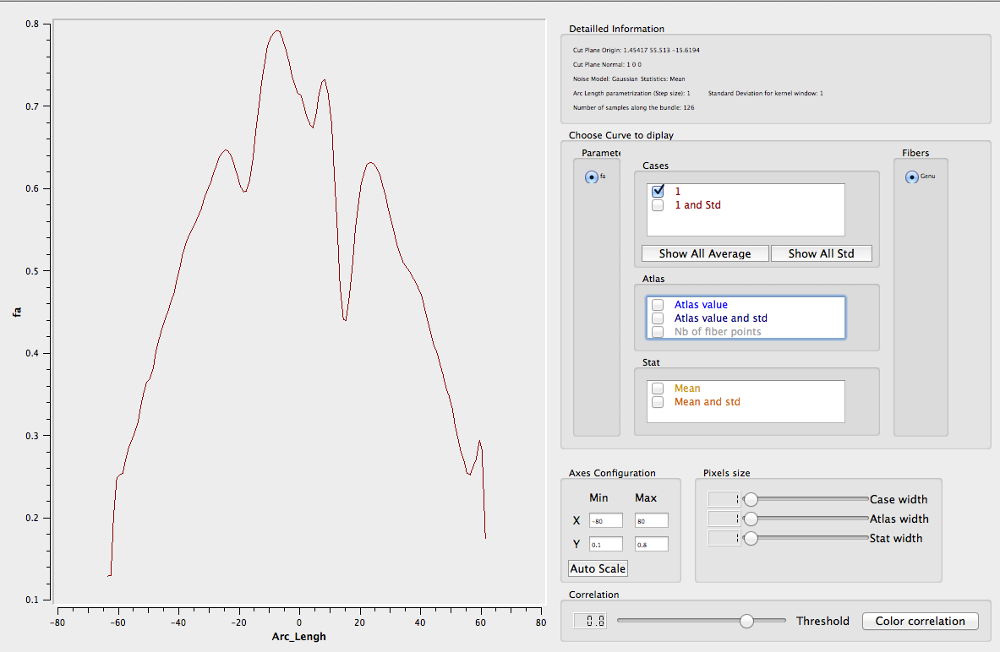 0.8
0.7
0.6
0.5
0.4
0.3
0.2
0.1
fa
-80
-60
-40
-20
0
20
40
60
80
Arc_Lengh
Detailled Information
Cut Plane Origin: 1.45417 55.513 -15.6194
Cut Plane Normal: 1 0 0
Noise Model: Gaussian Statistics: Mean
Arc Length parametrization (Step size): 1 Standard Deviation for kernel window: 1
Number of samples along the bundle: 126
Choose Curve to diplay
Paramete
fa
Cases
1
1 and Std
Show All Average
Show All Std
Atlas
Atlas value
Atlas value and std
Nb of fiber points
Stat
Mean
Mean and std
Fibers
Genu
Axes Configuration
Min Max
X -80 80
Y 0.1 0.8
Auto Scale
Pixels size
1 Case width
1 Atlas width
1 Stat width
Correlation
0.8 Threshold Color correlation